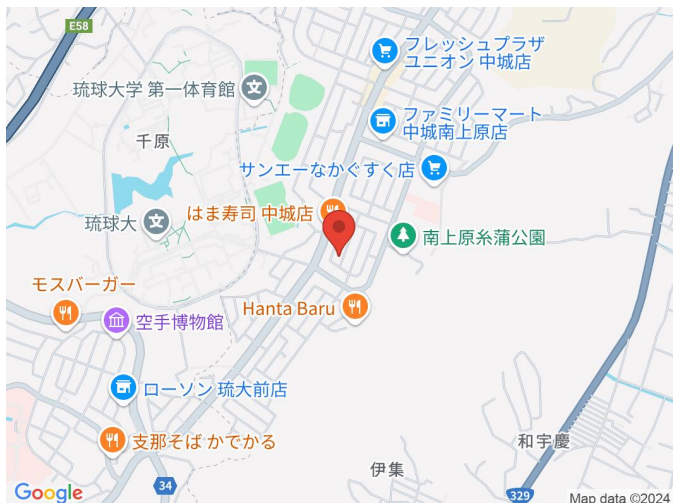 E58
フレッシュプラザ
ユニオン 中城店
琉球大学 第一体育館
千原
ファミリーマート
中城南上原店
サンエーなかぐすく店
はま寿司 中城店
琉球大
南上原糸蒲公園
モスバーガー
Hanta Baru
空手博物館
ローソン 琉大前店
支那そば かでかる
和宇慶
伊集
34
329
Google
Map data ©2024